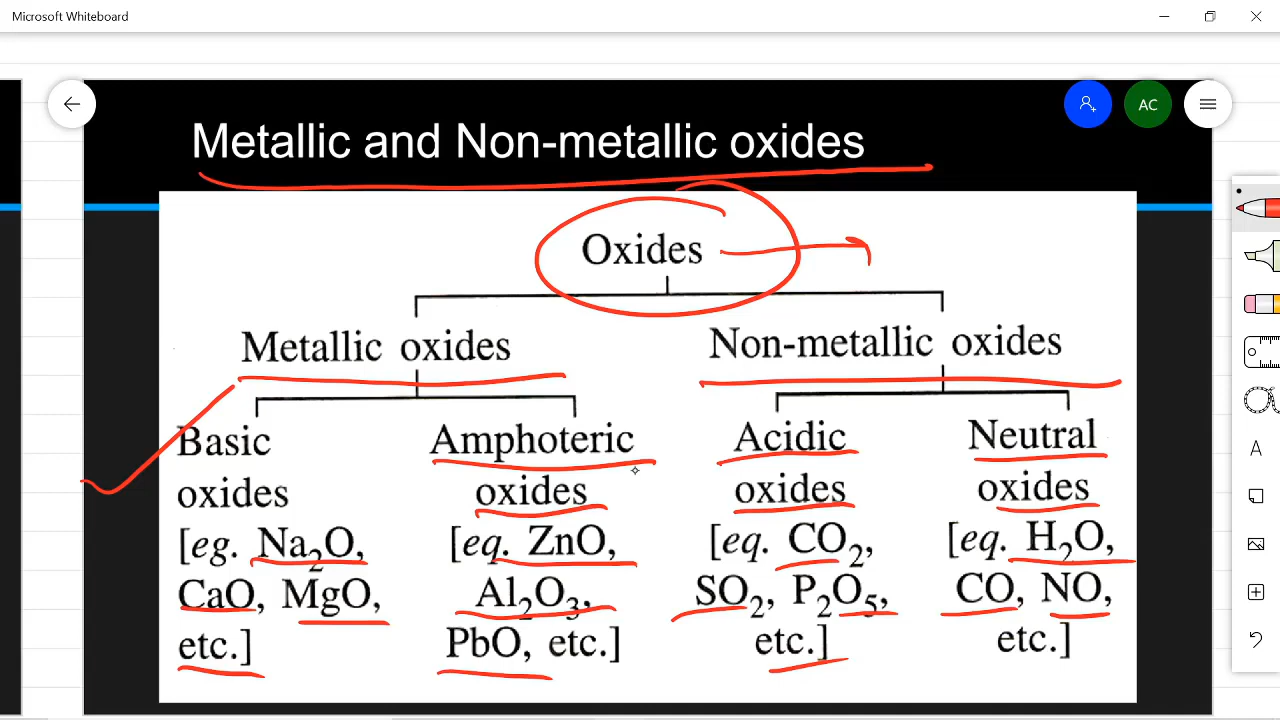 Microsoft Whiteboard
AC
Metallic and Non-metallic oxides
Oxides
Metallic oxides
Non-metallic oxides
Basic
oxides
[eg. Na₂O,
CaO, MgO,
etc.]
Amphoteric
oxides
[eq. ZnO,
Al₂O₃,
PbO, etc.]
Acidic
oxides
[eq. CO₂,
SO₂, P₂O₅,
etc.]
Neutral
oxides
[eq. H₂O,
CO, NO,
etc.]
A